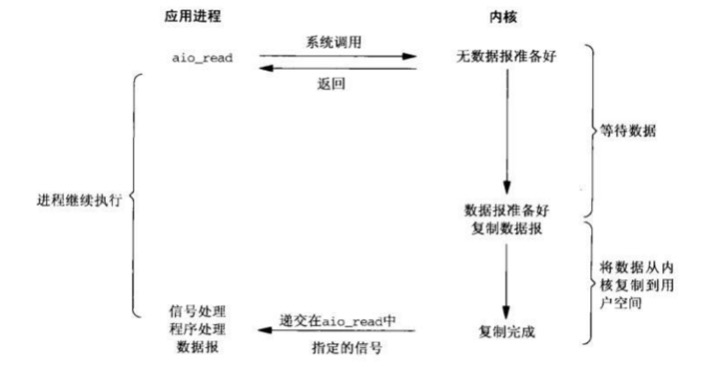 应用进程
内核
系统调用
aio_read
无数据报准备好
返回
等待数据
进程继续执行
数据报准备好
复制数据报
将数据从内
核复制到用
户空间
信号处理
程序处理
数据报
递交在aio_read中
指定的信号
复制完成